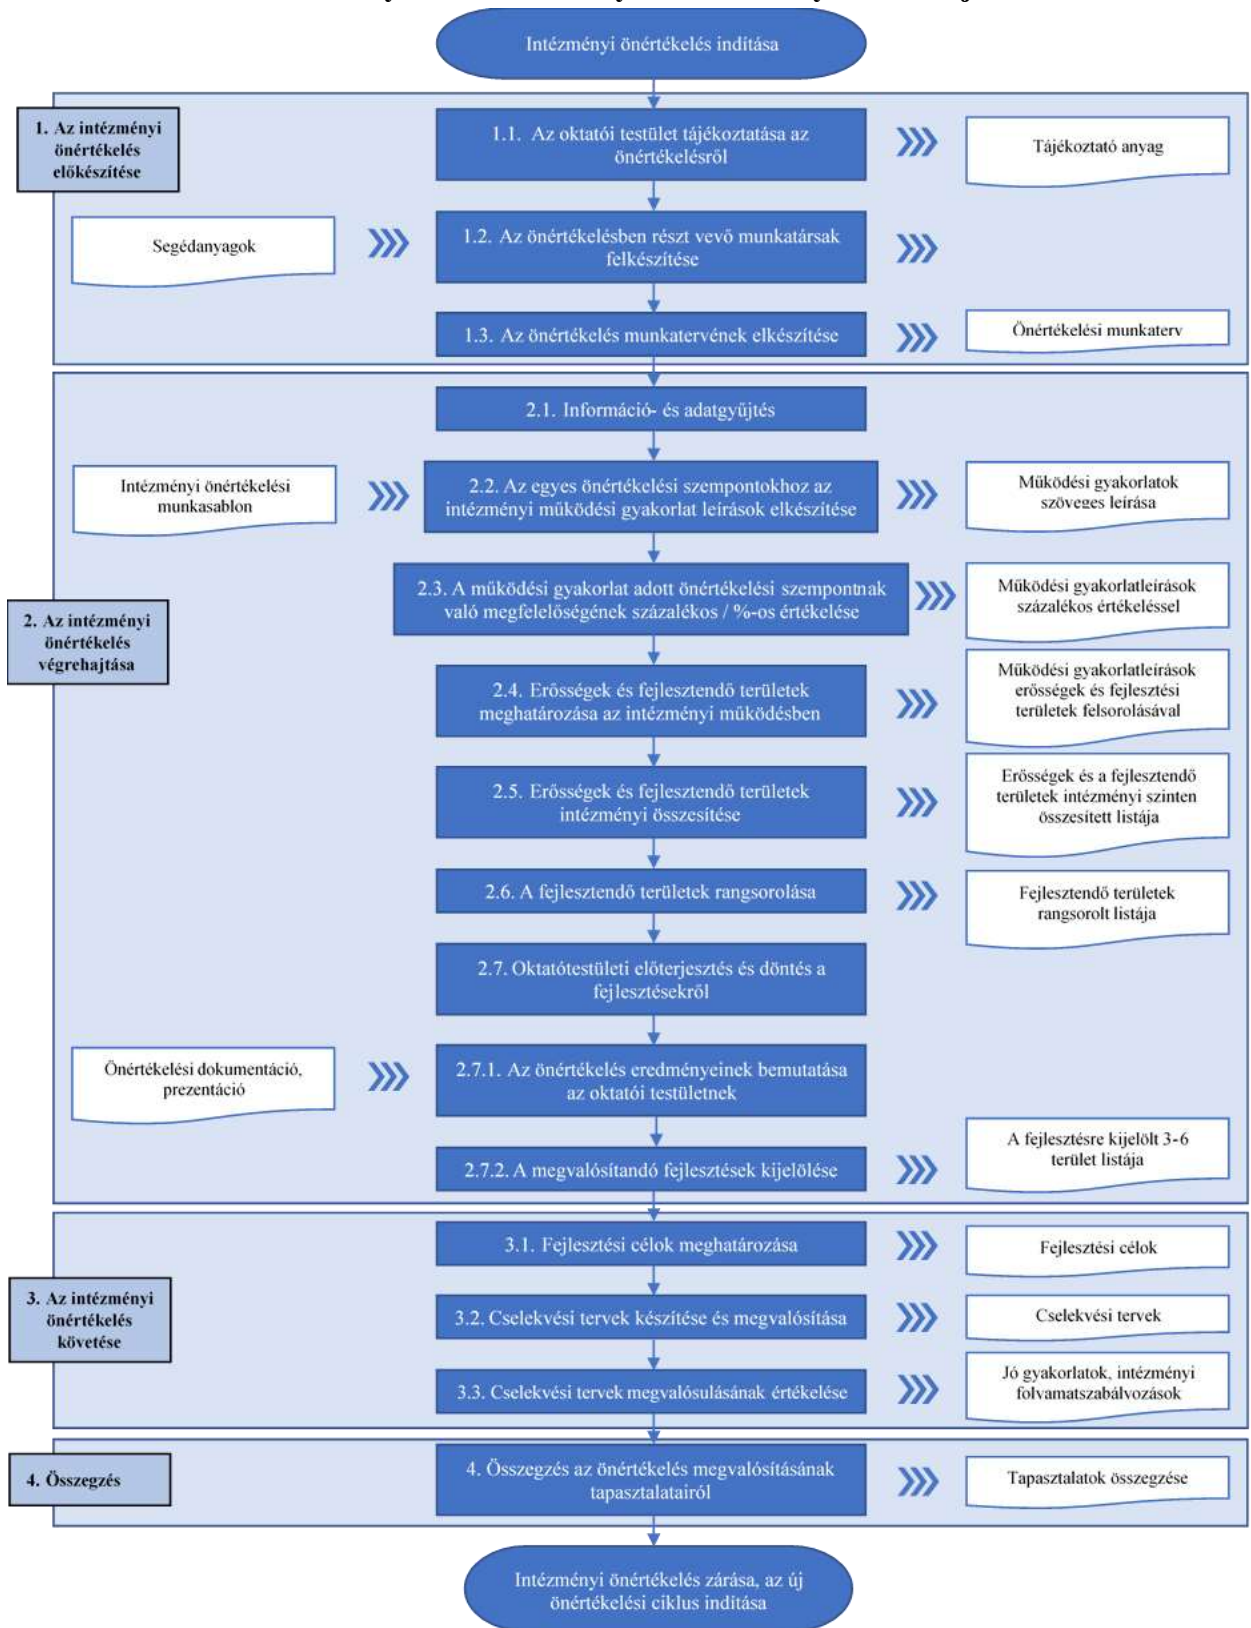 Intézményi önértékelés indítása
1. Az intézményi
önértékelés
előkészítése
1.1. Az oktatói testület tájékoztatása az
önértékelésről
Tájékoztató anyag
Segédanyagok
1.2. Az önértékelésben részt vevő munkatársak
felkészítése
1.3. Az önértékelés munkatervének elkészítése
Önértékelési munkaterv
2. Az intézményi
önértékelés
végrehajtása
2.1. Információ- és adatgyűjtés
Intézményi önértékelési
munkasablon
2.2. Az egyes önértékelési szempontokhoz az
intézményi működési gyakorlat leírások elkészítése
Működési gyakorlatok
szöveges leírása
2.3. A működési gyakorlat adott önértékelési szempontnak
való megfelelőségének százalékos / %-os értékelése
Működési gyakorlatleírások
százalékos értékeléssel
2.4. Erősségek és fejlesztendő területek
meghatározása az intézményi működésben
Működési gyakorlatleírások
erősségek és fejlesztési
területek felsorolásával
2.5. Erősségek és fejlesztendő területek
intézményi összesítése
Erősségek és a fejlesztendő
területek intézményi szinten
összesített listája
2.6. A fejlesztendő területek rangsorolása
Fejlesztendő területek
rangsorolt listája
2.7. Oktatótestületi előterjesztés és döntés a
fejlesztésekről
Önértékelési dokumentáció,
prezentáció
2.7.1. Az önértékelés eredményeinek bemutatása
az oktatói testületnek
2.7.2. A megvalósítandó fejlesztések kijelölése
A fejlesztésre kijelölt 3-6
terület listája
3. Az intézményi
önértékelés
követése
3.1. Fejlesztési célok meghatározása
Fejlesztési célok
3.2. Cselekvési tervek készítése és megvalósítása
Cselekvési tervek
3.3. Cselekvési tervek megvalósulásának értékelése
Jó gyakorlatok, intézményi
folyamatszabályozások
4. Összegzés
4. Összegzés az önértékelés megvalósításának
tapasztalatairól
Tapasztalatok összegzése
Intézményi önértékelés zárása, az új
önértékelési ciklus indítása